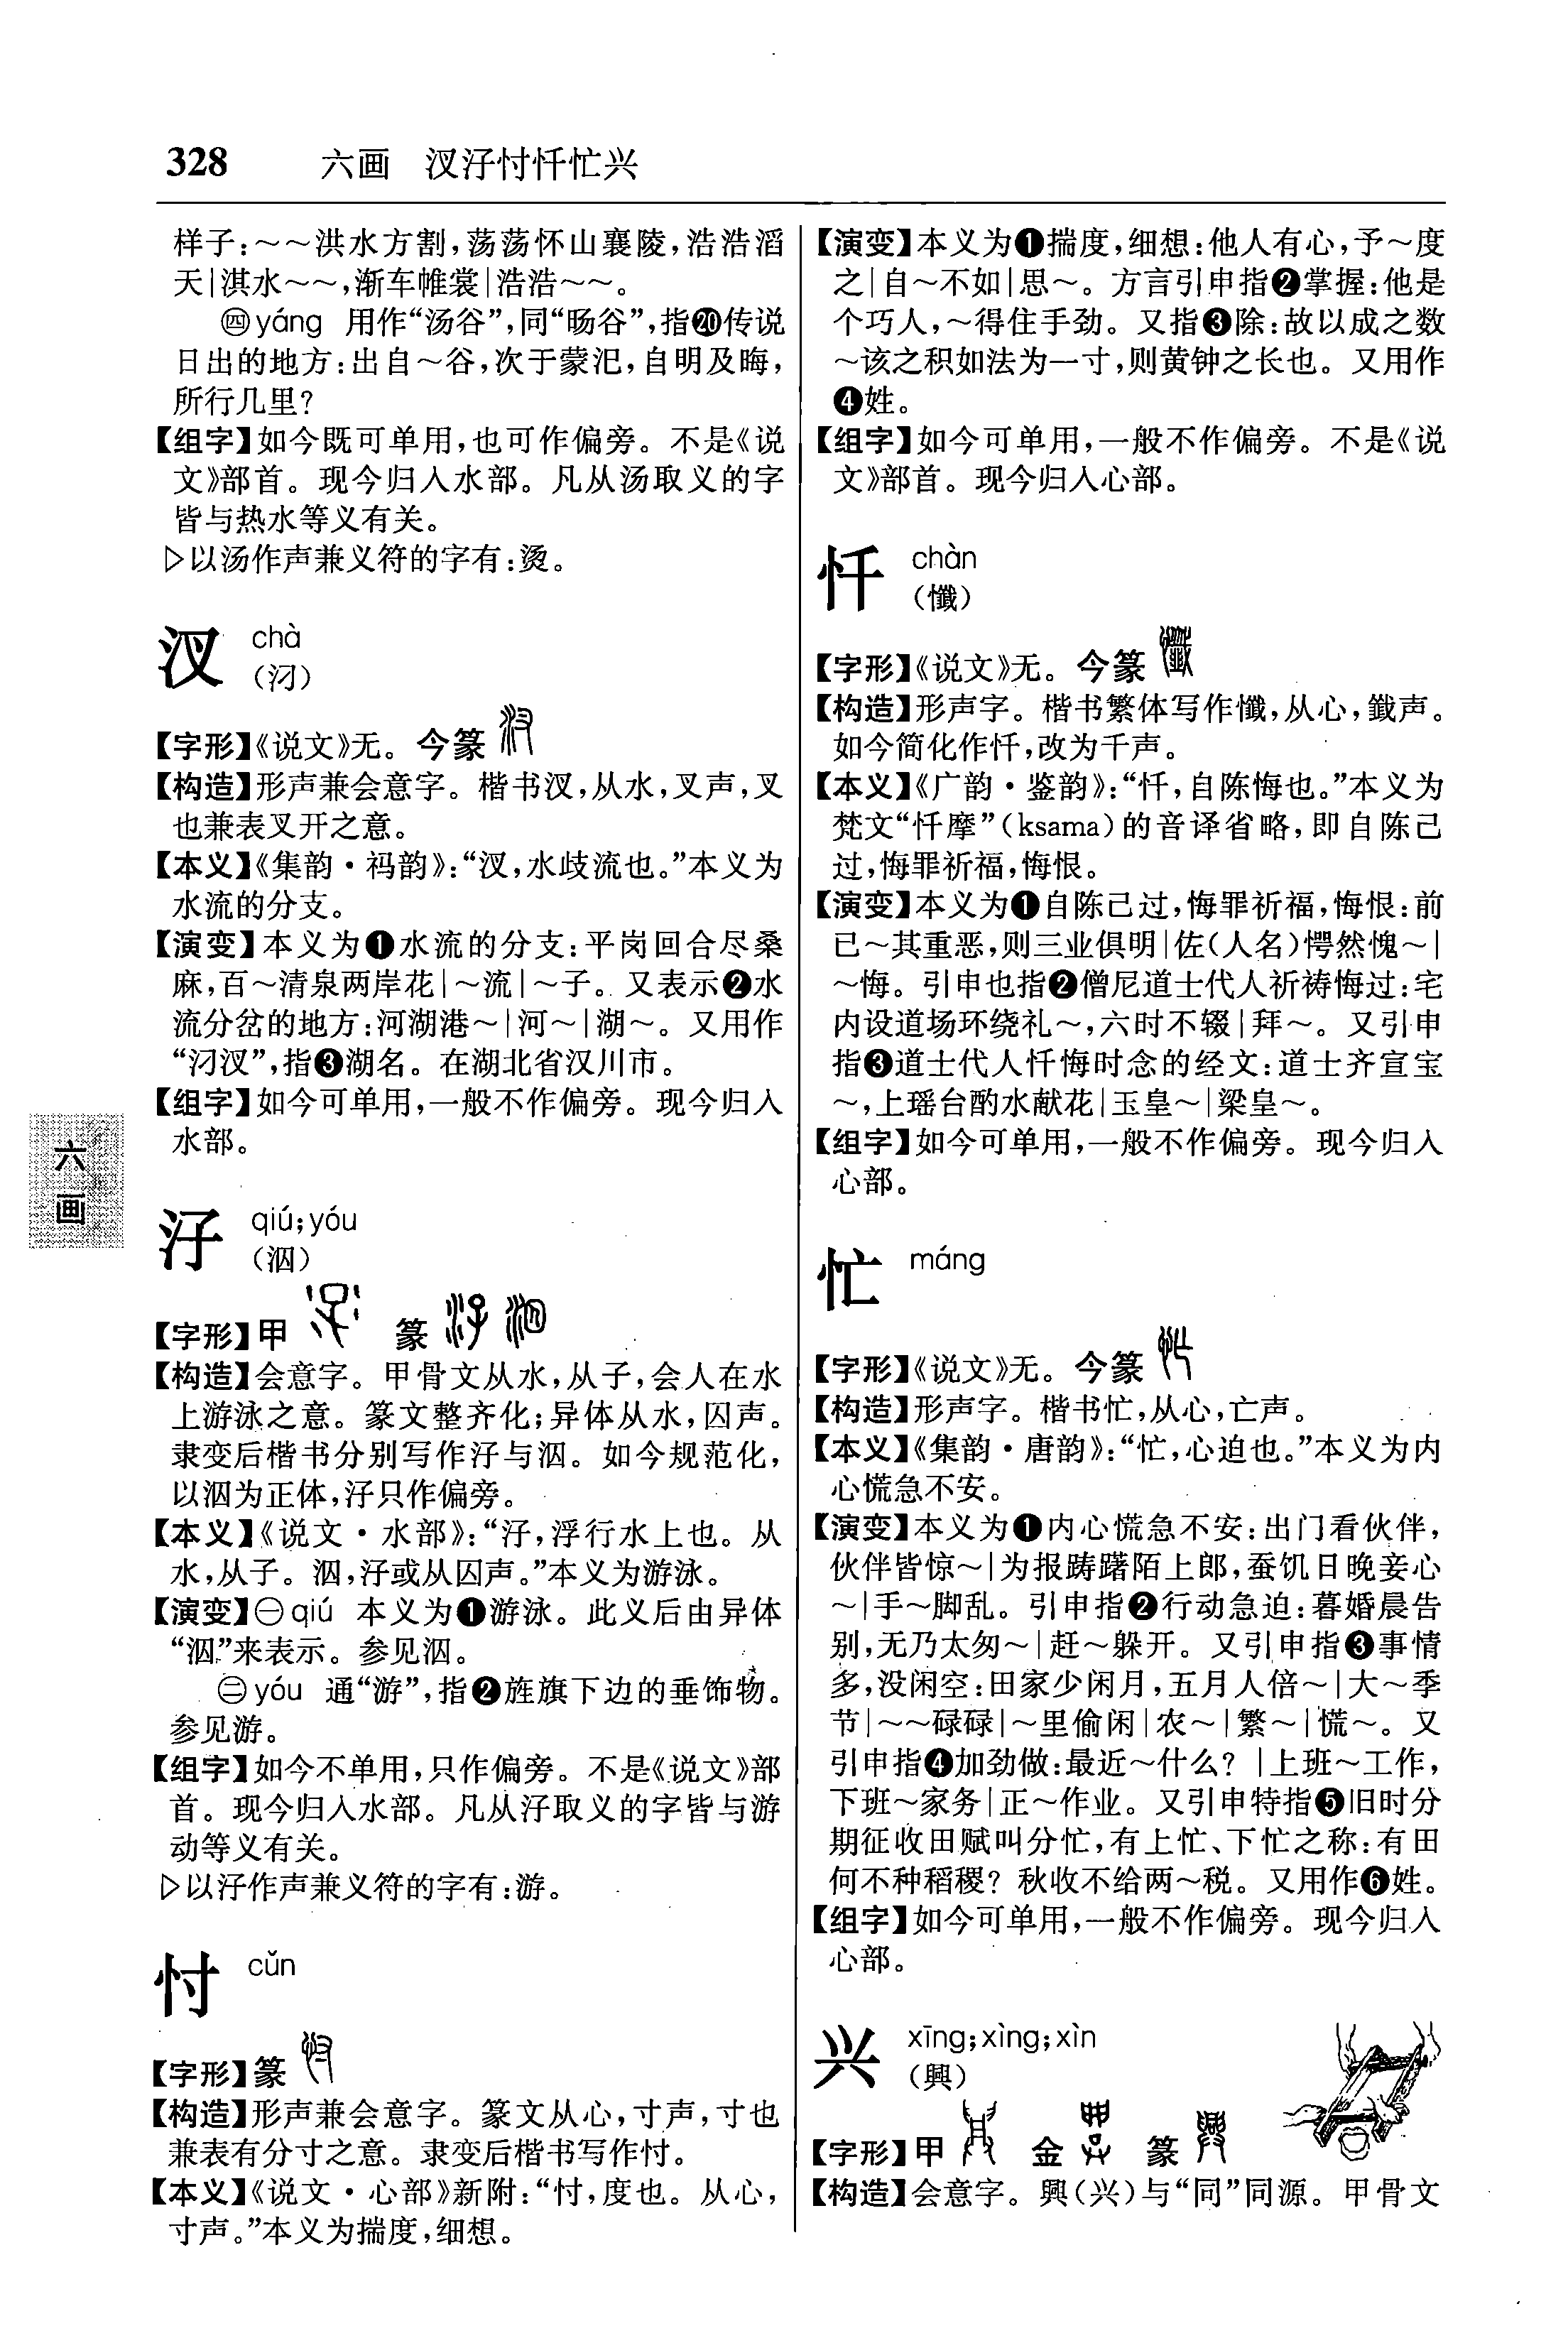 328 六画 汊汓忖忏忙兴
样子:～～洪水方割,荡荡怀山襄陵,浩浩滔
天|淇水～～,渐车帷裳|浩浩～～。
㊃yáng 用作“汤谷”,同“旸谷”,指⓴传说
日出的地方:出自～谷,次于蒙汜,自明及晦,
所行几里?
【组字】如今既可单用,也可作偏旁。不是《说
文》部首。现今归入水部。凡从汤取义的字
皆与热水等义有关。
▷以汤作声兼义符的字有:烫。
汊 chà
(汈)
【字形】《说文》无。今篆
【构造】形声兼会意字。楷书汊,从水,叉声,叉
也兼表叉开之意。
【本义】《集韵·祃韵》:“汊,水歧流也。”本义为
水流的分支。
【演变】本义为❶水流的分支:平岗回合尽桑
麻,百～清泉两岸花|～流|～子。又表示❷水
流分岔的地方:河湖港～|河～|湖～。又用作
“汈汊”,指❸湖名。在湖北省汉川市。
【组字】如今可单用,一般不作偏旁。现今归入
水部。
六
画
汓 qiú;yóu
(泅)
【字形】甲 篆
【构造】会意字。甲骨文从水,从子,会人在水
上游泳之意。篆文整齐化;异体从水,囚声。
隶变后楷书分别写作汓与泅。如今规范化,
以泅为正体,汓只作偏旁。
【本义】《说文·水部》:“汓,浮行水上也。从
水,从子。泅,汓或从囚声。”本义为游泳。
【演变】㊀qiú 本义为❶游泳。此义后由异体
“泅”来表示。参见泅。
㊁yóu 通“游”,指❷旌旗下边的垂饰物。
参见游。
【组字】如今不单用,只作偏旁。不是《说文》部
首。现今归入水部。凡从汓取义的字皆与游
动等义有关。
▷以汓作声兼义符的字有:游。
忖 cǔn
【字形】篆
【构造】形声兼会意字。篆文从心,寸声,寸也
兼表有分寸之意。隶变后楷书写作忖。
【本义】《说文·心部》新附:“忖,度也。从心,
寸声。”本义为揣度,细想。
【演变】本义为❶揣度,细想:他人有心,予～度
之|自～不如|思～。方言引申指❷掌握:他是
个巧人,～得住手劲。又指❸除:故以成之数
～该之积如法为一寸,则黄钟之长也。又用作
❹姓。
【组字】如今可单用,一般不作偏旁。不是《说
文》部首。现今归入心部。
忏 chàn
(懺)
【字形】《说文》无。今篆
【构造】形声字。楷书繁体写作懺,从心,韱声。
如今简化作忏,改为千声。
【本义】《广韵·鉴韵》:“忏,自陈悔也。”本义为
梵文“忏摩”(ksama)的音译省略,即自陈己
过,悔罪祈福,悔恨。
【演变】本义为❶自陈己过,悔罪祈福,悔恨:前
已～其重恶,则三业俱明|佐(人名)愕然愧～|
～悔。引申也指❷僧尼道士代人祈祷悔过:宅
内设道场环绕礼～,六时不辍|拜～。又引申
指❸道士代人忏悔时念的经文:道士齐宣宝
～,上瑶台酌水献花|玉皇～|梁皇～。
【组字】如今可单用,一般不作偏旁。现今归入
心部。
忙 máng
【字形】《说文》无。今篆
【构造】形声字。楷书忙,从心,亡声。
【本义】《集韵·唐韵》:“忙,心迫也。”本义为内
心慌急不安。
【演变】本义为❶内心慌急不安:出门看伙伴,
伙伴皆惊～|为报踌躇陌上郎,蚕饥日晚妾心
～|手～脚乱。引申指❷行动急迫:暮婚晨告
别,无乃太匆～|赶～躲开。又引申指❸事情
多,没闲空:田家少闲月,五月人倍～|大～季
节|～～碌碌|～里偷闲|农～|繁～|慌～。又
引申指❹加劲做:最近～什么? |上班～工作,
下班～家务|正～作业。又引申特指❺旧时分
期征收田赋叫分忙,有上忙、下忙之称:有田
何不种稻稷? 秋收不给两～税。又用作❻姓。
【组字】如今可单用,一般不作偏旁。现今归入
心部。
兴 xīng;xìng;xìn
(興)
【字形】甲 金 篆
【构造】会意字。興(兴)与“同”同源。甲骨文